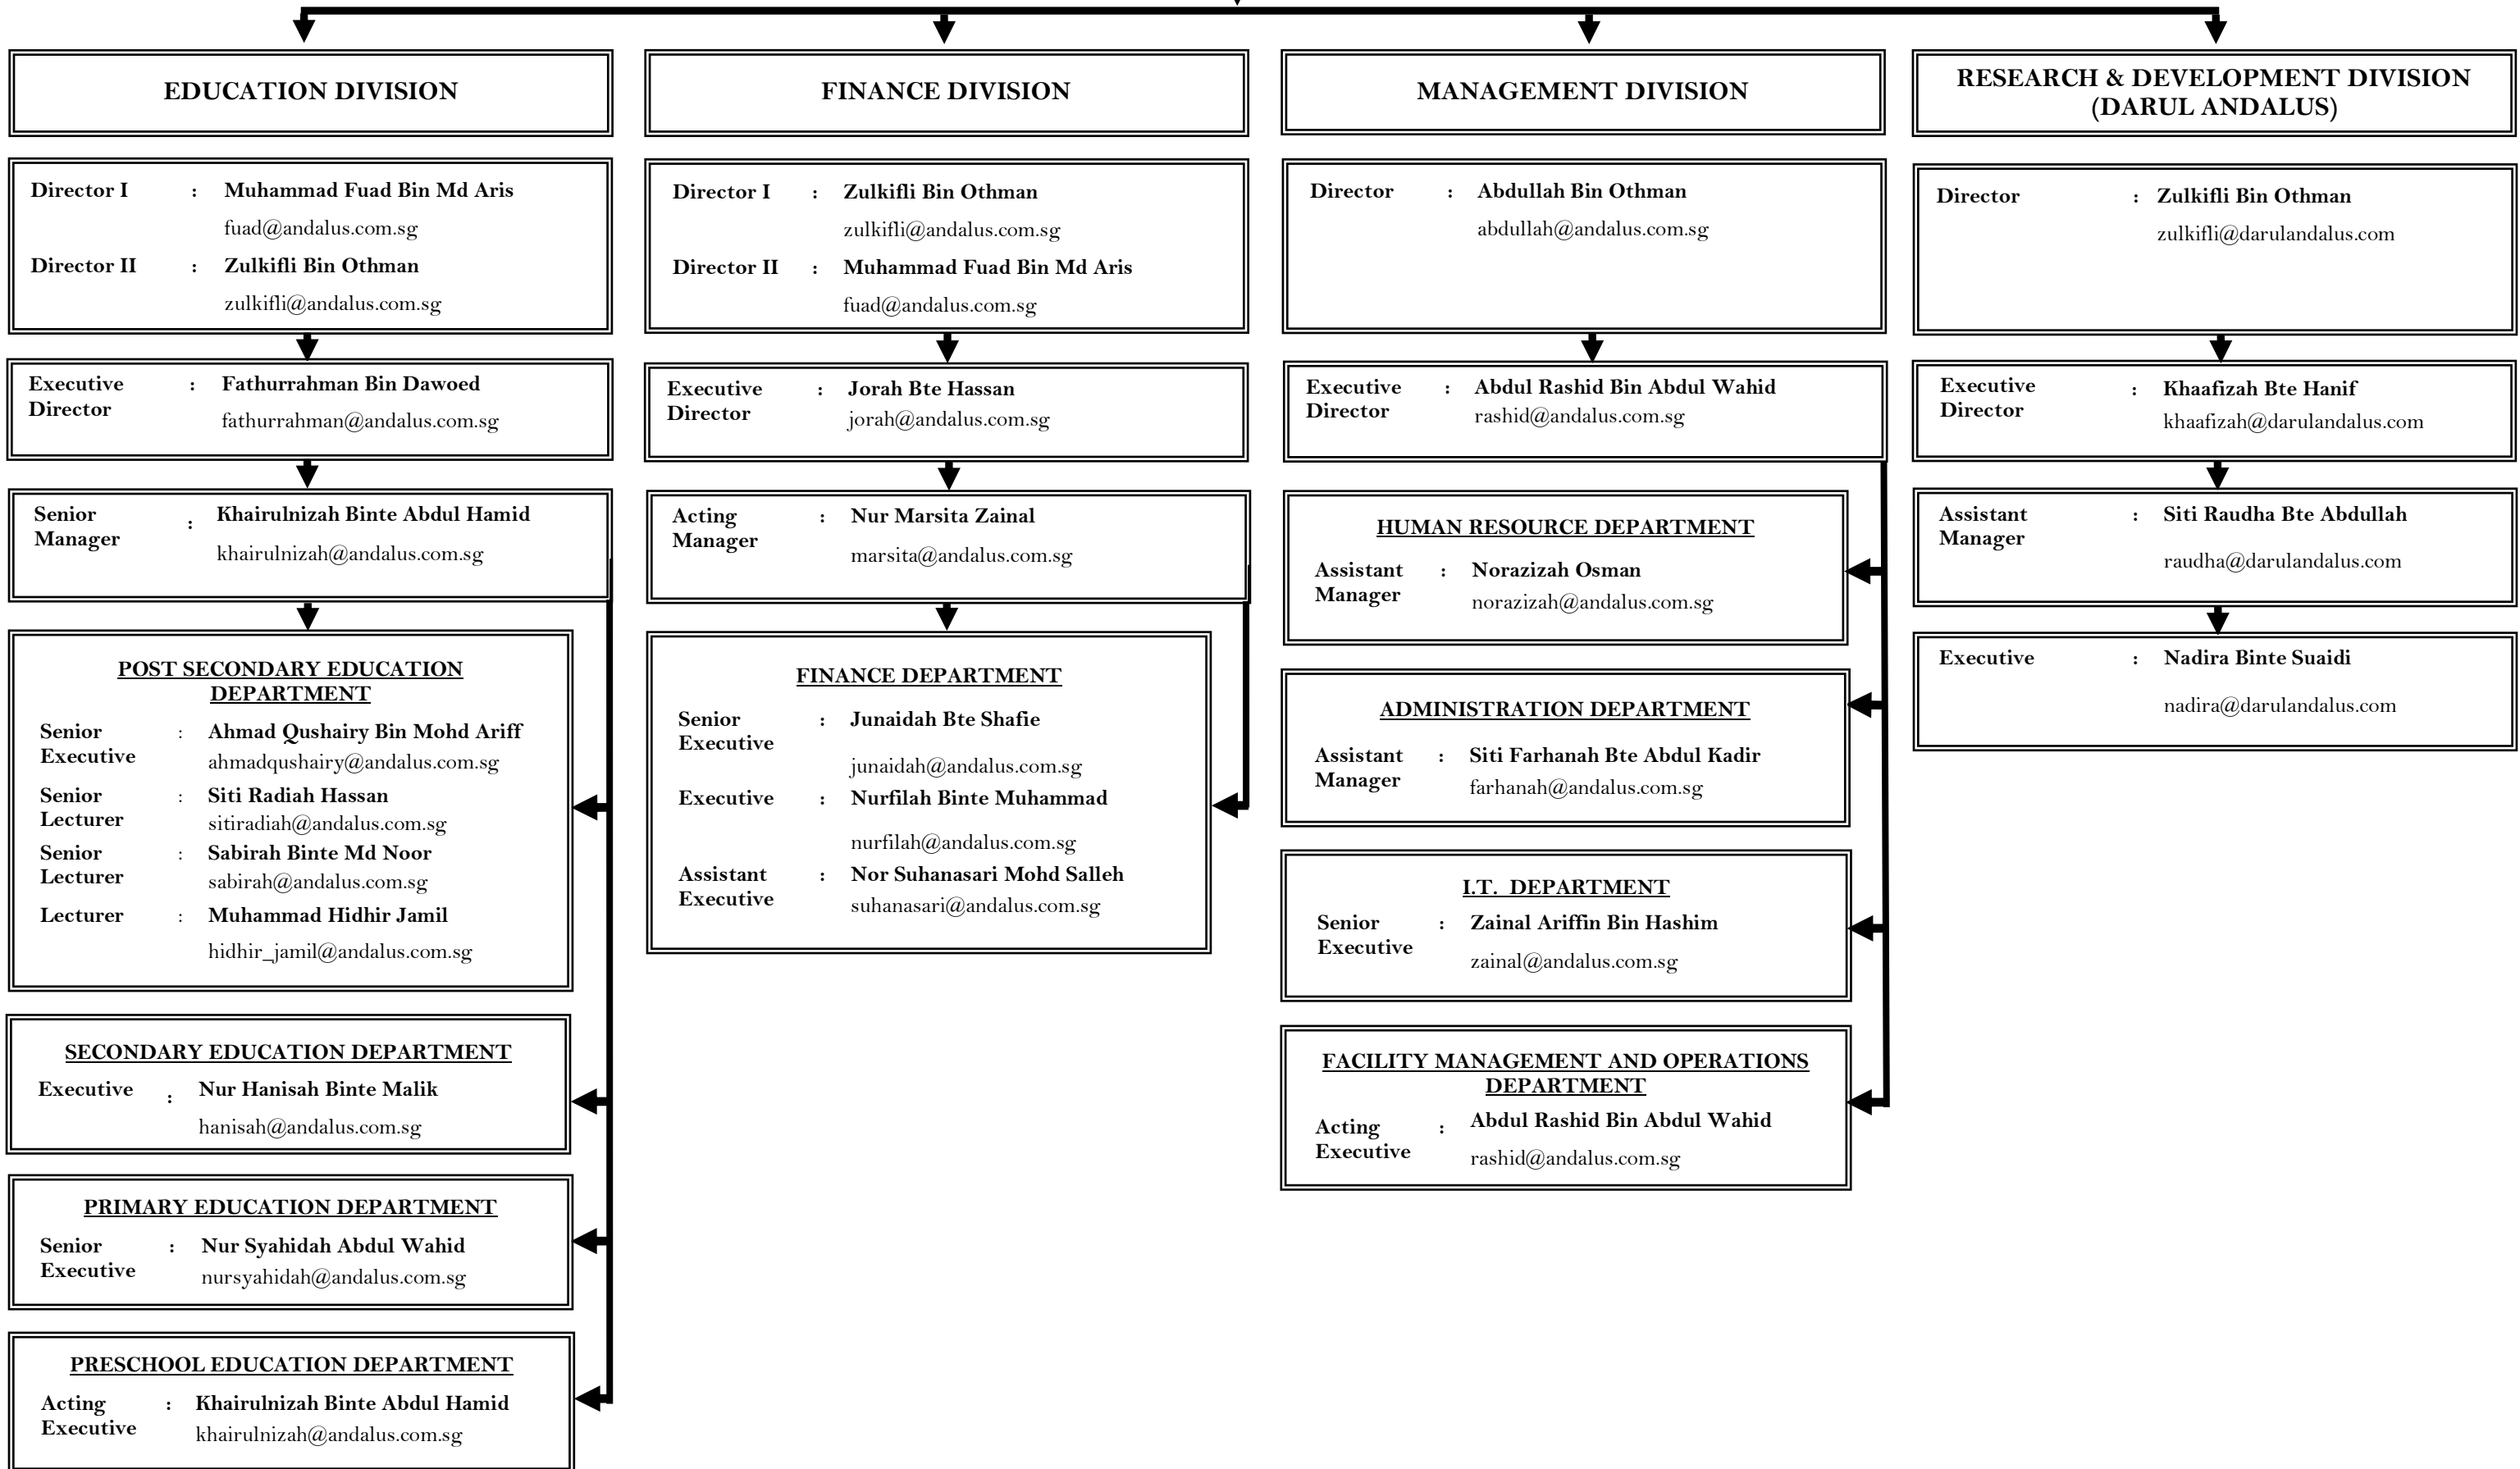 EDUCATION DIVISION
Director I : Muhammad Fuad Bin Md Aris
fuad@andalus.com.sg
Director II : Zulkifli Bin Othman
zulkifli@andalus.com.sg
Executive : Fathurrahman Bin Dawoed
Director
fathurrahman@andalus.com.sg
Senior : Khairulnizah Binte Abdul Hamid
Manager
khairulnizah@andalus.com.sg
POST SECONDARY EDUCATION
DEPARTMENT
Senior : Ahmad Qushairy Bin Mohd Ariff
Executive ahmadqushairy@andalus.com.sg
Senior : Siti Radiah Hassan
Lecturer sitiradiah@andalus.com.sg
Senior : Sabirah Binte Md Noor
Lecturer sabirah@andalus.com.sg
Lecturer : Muhammad Hidhir Jamil
hidhir_jamil@andalus.com.sg
SECONDARY EDUCATION DEPARTMENT
Executive : Nur Hanisah Binte Malik
hanisah@andalus.com.sg
PRIMARY EDUCATION DEPARTMENT
Senior : Nur Syahidah Abdul Wahid
Executive nursyahidah@andalus.com.sg
PRESCHOOL EDUCATION DEPARTMENT
Acting : Khairulnizah Binte Abdul Hamid
Executive khairulnizah@andalus.com.sg
FINANCE DIVISION
Director I : Zulkifli Bin Othman
zulkifli@andalus.com.sg
Director II : Muhammad Fuad Bin Md Aris
fuad@andalus.com.sg
Executive : Jorah Bte Hassan
Director jorah@andalus.com.sg
Acting : Nur Marsita Zainal
Manager
marsita@andalus.com.sg
FINANCE DEPARTMENT
Senior : Junaidah Bte Shafie
Executive
junaidah@andalus.com.sg
Executive : Nurfilah Binte Muhammad
nurfilah@andalus.com.sg
Assistant : Nor Suhanasari Mohd Salleh
Executive suhanasari@andalus.com.sg
MANAGEMENT DIVISION
Director : Abdullah Bin Othman
abdullah@andalus.com.sg
Executive : Abdul Rashid Bin Abdul Wahid
Director rashid@andalus.com.sg
HUMAN RESOURCE DEPARTMENT
Assistant : Norazizah Osman
Manager norazizah@andalus.com.sg
ADMINISTRATION DEPARTMENT
Assistant : Siti Farhanah Bte Abdul Kadir
Manager farhanah@andalus.com.sg
I.T. DEPARTMENT
Senior : Zainal Ariffin Bin Hashim
Executive
zainal@andalus.com.sg
FACILITY MANAGEMENT AND OPERATIONS
DEPARTMENT
Acting : Abdul Rashid Bin Abdul Wahid
Executive rashid@andalus.com.sg
RESEARCH & DEVELOPMENT DIVISION
(DARUL ANDALUS)
Director : Zulkifli Bin Othman
zulkifli@darulandalus.com
Executive : Khaafizah Bte Hanif
Director khaafizah@darulandalus.com
Assistant : Siti Raudha Bte Abdullah
Manager
raudha@darulandalus.com
Executive : Nadira Binte Suaidi
nadira@darulandalus.com